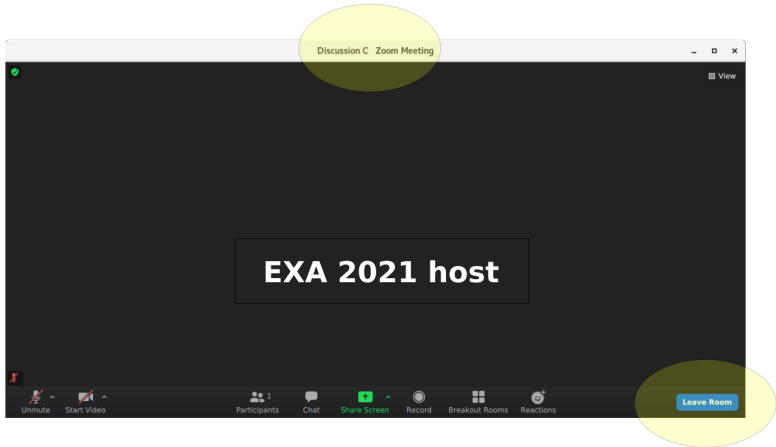 Discussion C Zoom Meeting
View
EXA 2021 host
1
Unmute Start Video Participants Chat Share Screen Record Breakout Rooms Reactions Leave Room